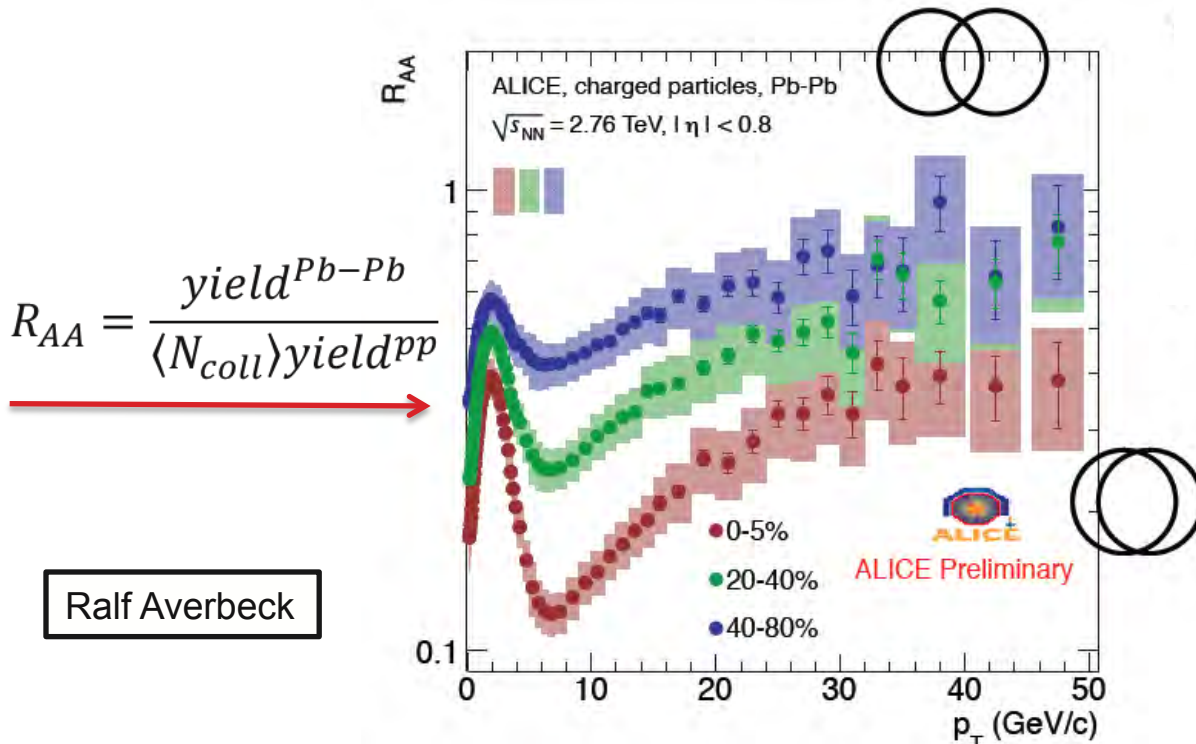 R_AA
ALICE, charged particles, Pb-Pb
√s_NN = 2.76 TeV, | η | < 0.8
1
R_AA = yield^{Pb−Pb} / ⟨N_coll⟩yield^{pp}
0-5%
20-40%
40-80%
ALICE
ALICE Preliminary
Ralf Averbeck
0.1
0 10 20 30 40 50
p_T (GeV/c)